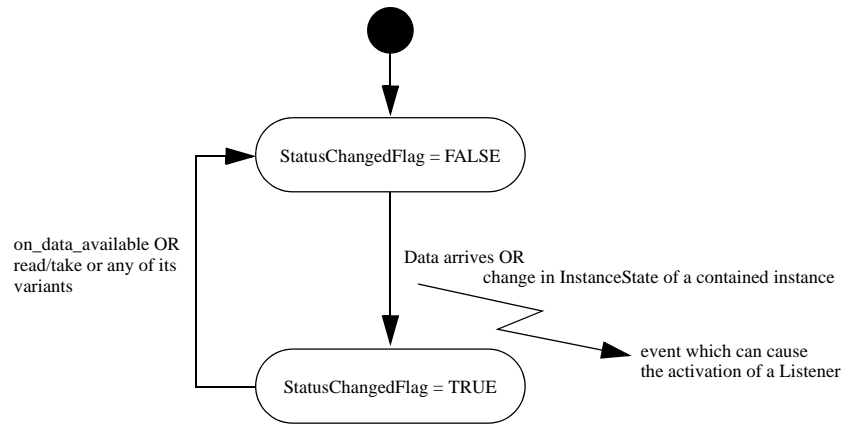 StatusChangedFlag = FALSE
on_data_available OR
read/take or any of its
variants
Data arrives OR
change in InstanceState of a contained instance
event which can cause
the activation of a Listener
StatusChangedFlag = TRUE